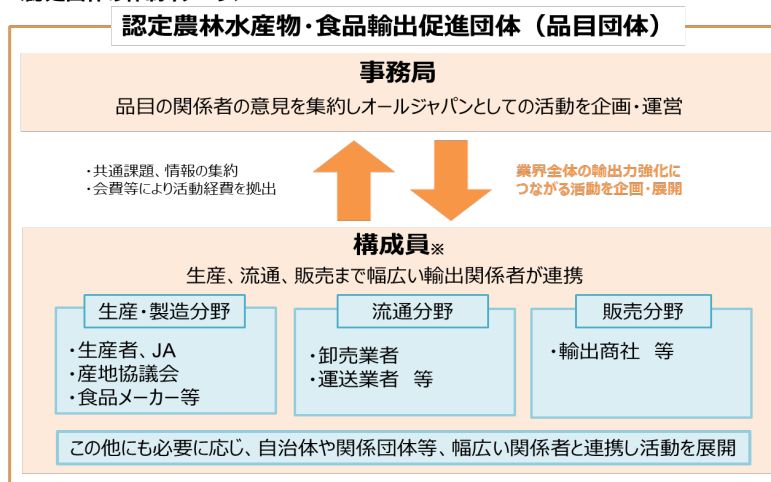 認定農林水産物・食品輸出促進団体（品目団体）
事務局
品目の関係者の意見を集約しオールジャパンとしての活動を企画・運営
・共通課題、情報の集約
・会費等により活動経費を拠出
業界全体の輸出力強化に
つながる活動を企画・展開
構成員※
生産、流通、販売まで幅広い輸出関係者が連携
生産・製造分野
・生産者、JA
・産地協議会
・食品メーカー等
流通分野
・卸売業者
・運送業者 等
販売分野
・輸出商社 等
この他にも必要に応じ、自治体や関係団体等、幅広い関係者と連携し活動を展開